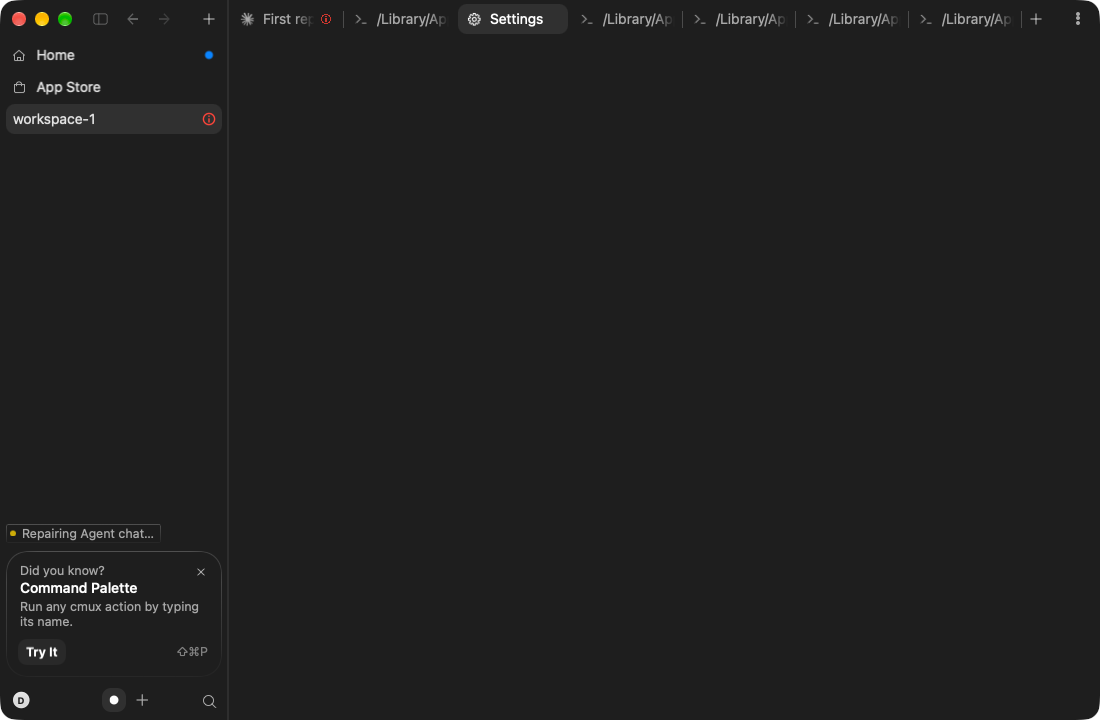 First rep
/Library/Ap
Settings
/Library/Ap
/Library/Ap
/Library/Ap
/Library/Ap
Home
App Store
workspace-1
Repairing Agent chat...
Did you know?
Command Palette
Run any cmux action by typing
its name.
Try It
⇧⌘P
D